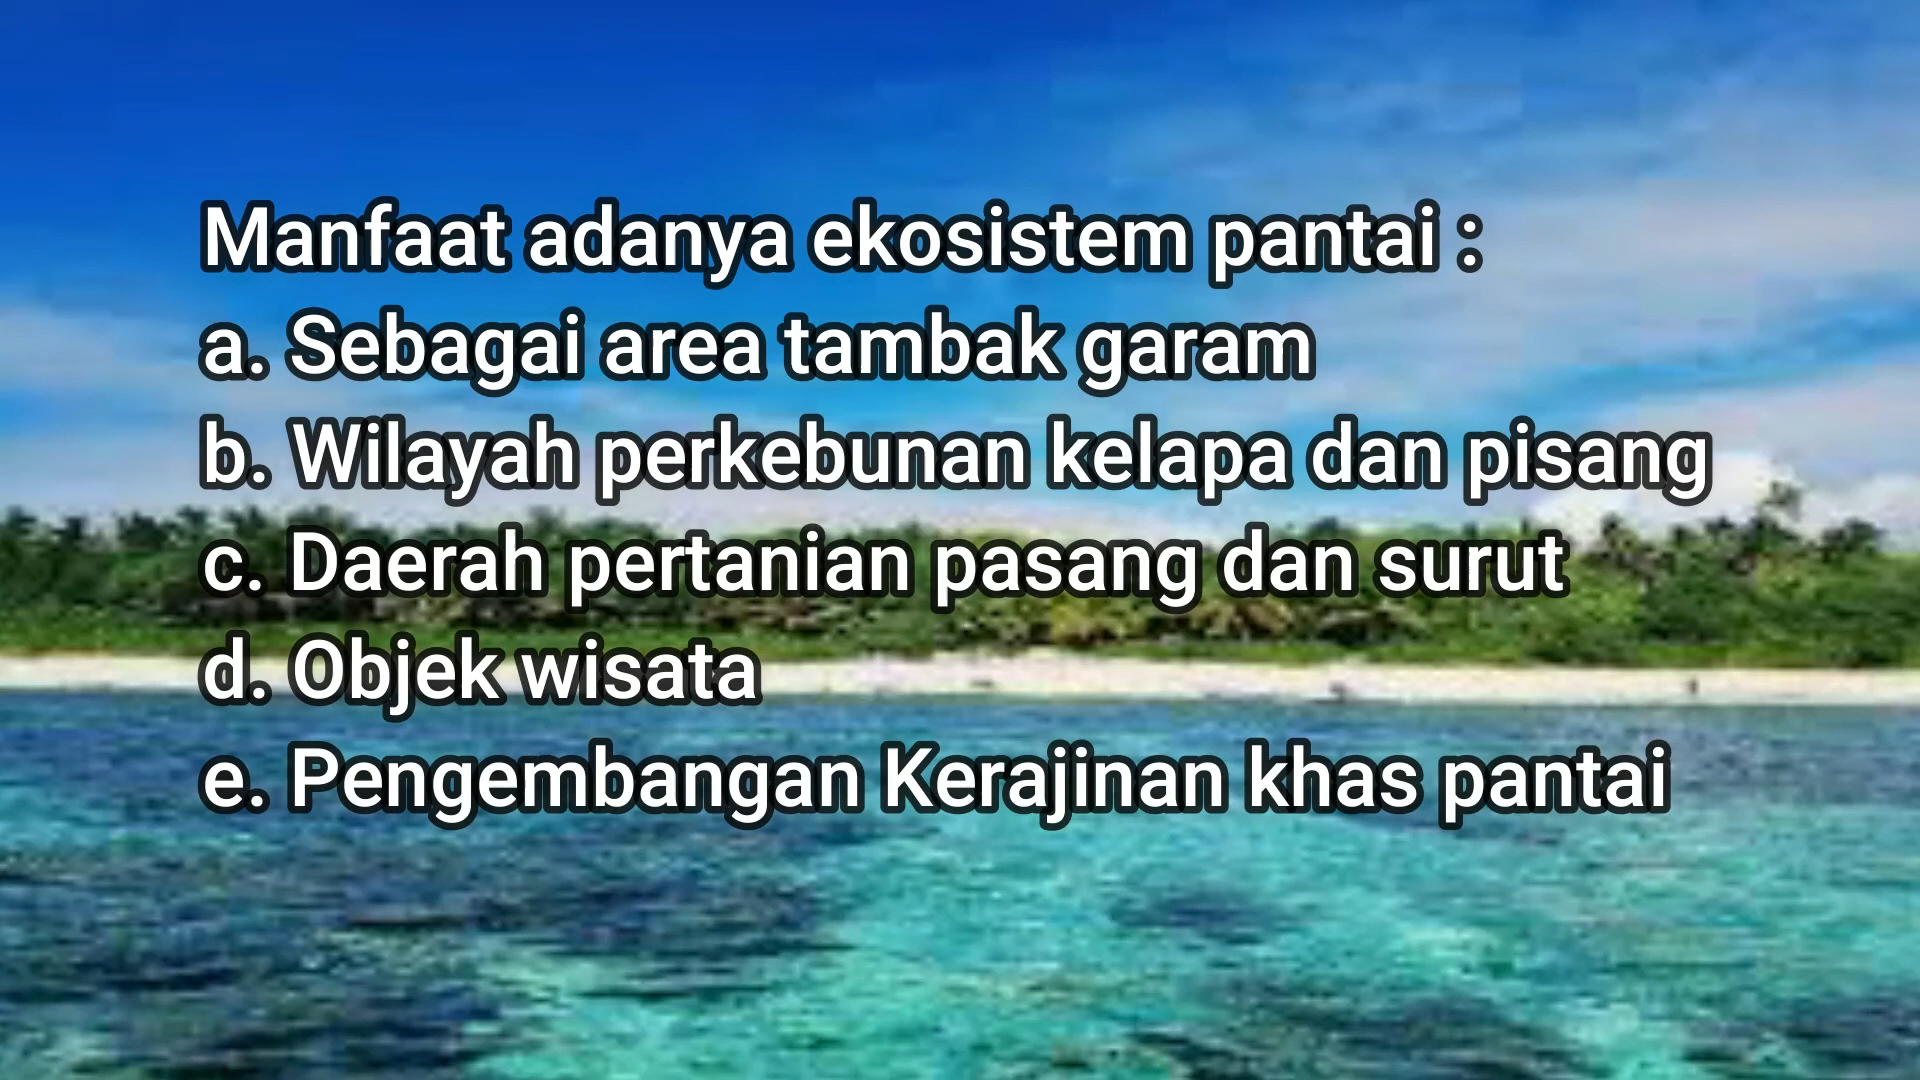 Manfaat adanya ekosistem pantai :
a. Sebagai area tambak garam
b. Wilayah perkebunan kelapa dan pisang
c. Daerah pertanian pasang dan surut
d. Objek wisata
e. Pengembangan Kerajinan khas pantai